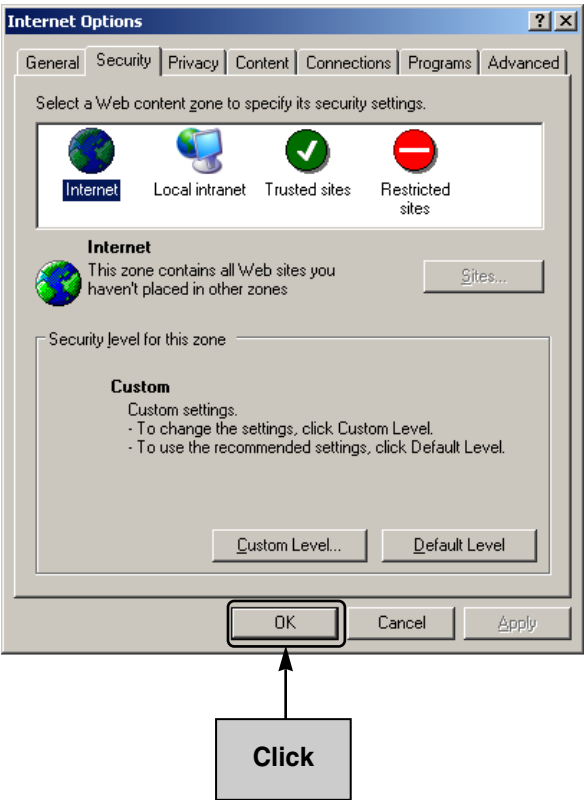 Internet Options
General Security Privacy Content Connections Programs Advanced
Select a Web content zone to specify its security settings.
Internet Local intranet Trusted sites Restricted
sites
Internet
This zone contains all Web sites you
haven't placed in other zones
Sites...
Security level for this zone
Custom
Custom settings.
- To change the settings, click Custom Level.
- To use the recommended settings, click Default Level.
Custom Level... Default Level
OK Cancel Apply
Click